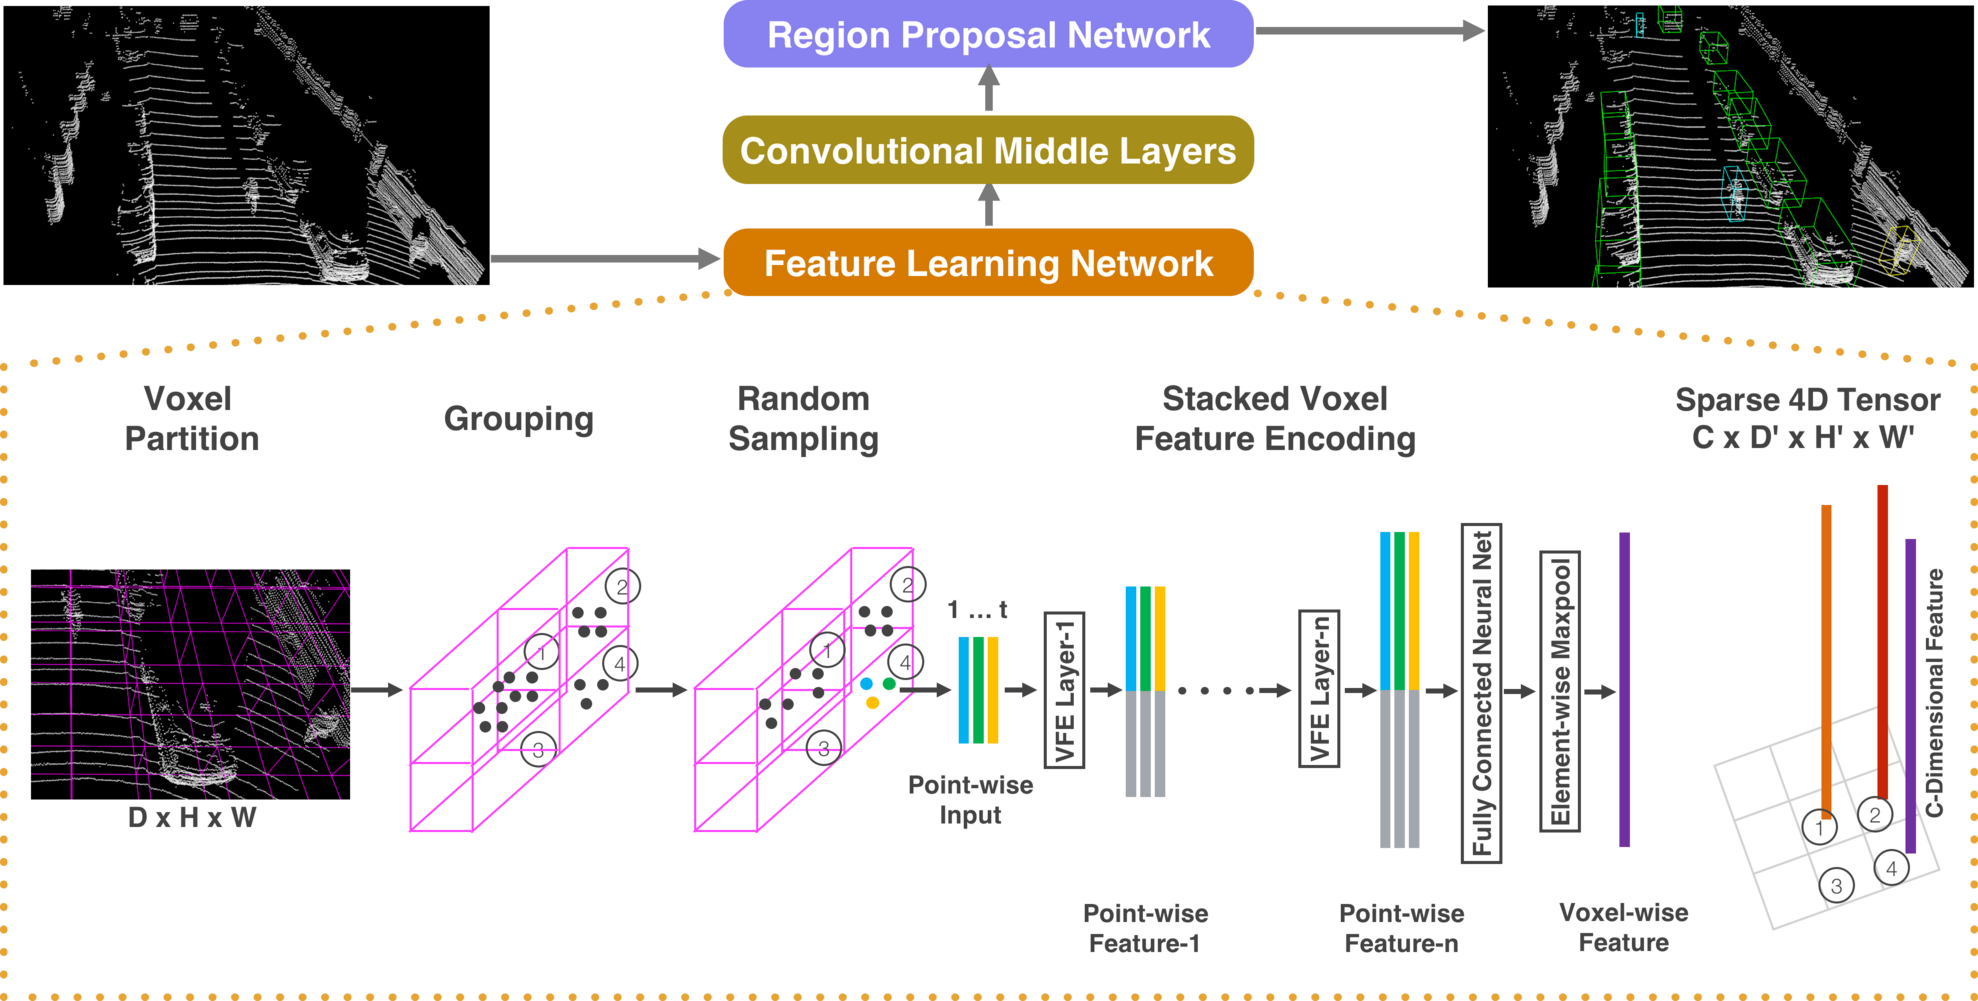 Region Proposal Network
Convolutional Middle Layers
Feature Learning Network
Voxel
Partition
Grouping
Random
Sampling
Stacked Voxel
Feature Encoding
Sparse 4D Tensor
C x D' x H' x W'
D x H x W
1
2
3
4
1
2
3
4
1 ... t
Point-wise
Input
VFE Layer-1
Point-wise
Feature-1
VFE Layer-n
Point-wise
Feature-n
Fully Connected Neural Net
Element-wise Maxpool
Voxel-wise
Feature
C-Dimensional Feature
1
2
3
4